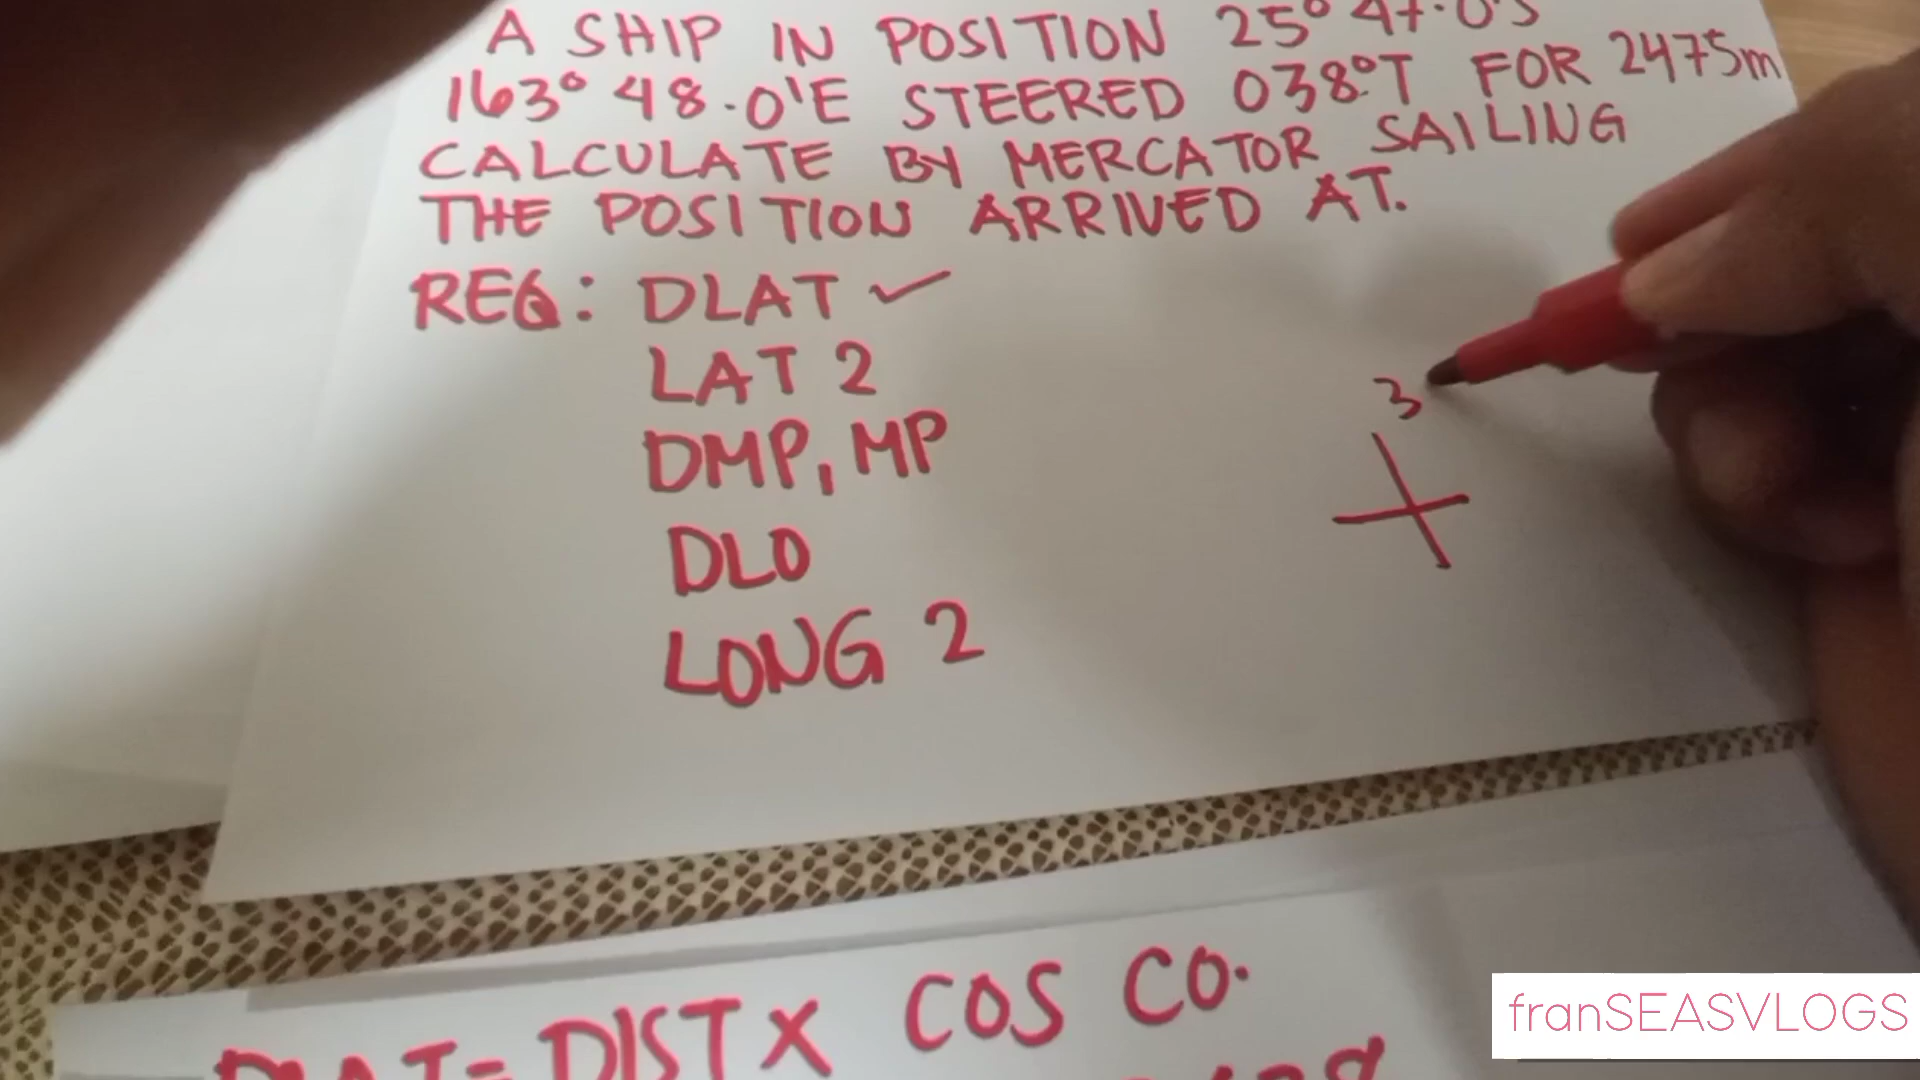 A SHIP IN POSITION 25° 47.0'S
163° 48.0'E STEERED 038°T FOR 2475m
CALCULATE BY MERCATOR SAILING
THE POSITION ARRIVED AT.
REQ: DLAT ✓
LAT 2
DMP, MP
DLO
LONG 2
3
DLAT = DIST X COS CO.
franSEASVLOGS